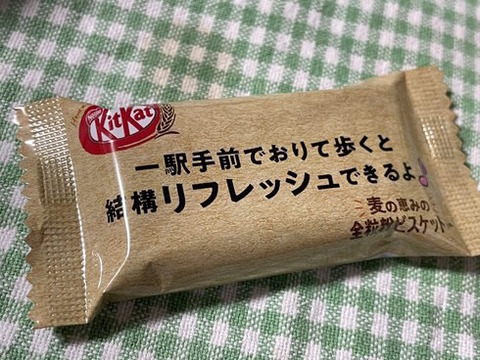 KitKat
一駅手前でおりて歩くと
結構リフレッシュできるよ♪
麦の恵みの
全粒粉ビスケット